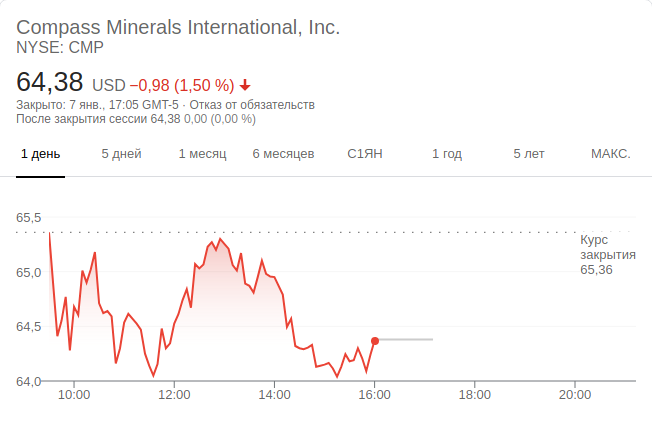 Compass Minerals International, Inc.
NYSE: CMP
64,38 USD −0,98 (1,50 %)
Закрыто: 7 янв., 17:05 GMT-5 · Отказ от обязательств
После закрытия сессии 64,38 0,00 (0,00 %)
1 день 5 дней 1 месяц 6 месяцев С1ЯН 1 год 5 лет МАКС.
65,5
65,0
64,5
64,0
Курс
закрытия
65,36
10:00 12:00 14:00 16:00 18:00 20:00